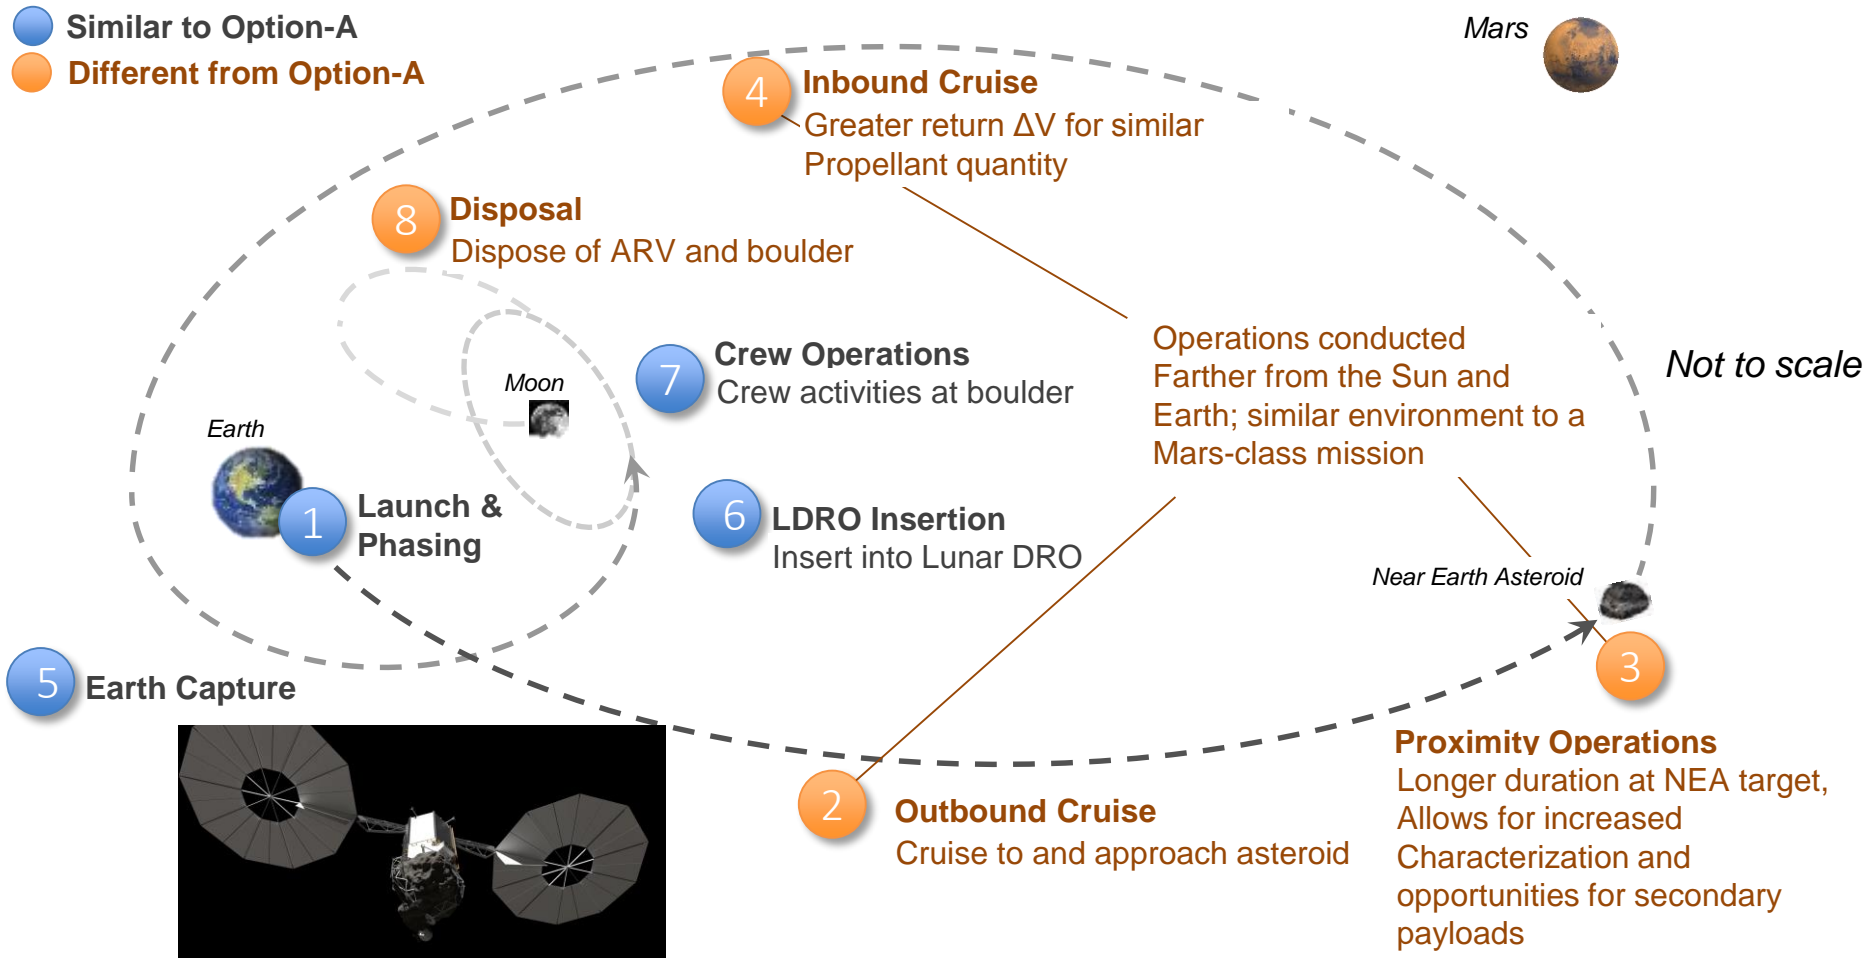 Similar to Option-A
Different from Option-A
Mars
4
Inbound Cruise
Greater return ΔV for similar
Propellant quantity
8
Disposal
Dispose of ARV and boulder
7
Crew Operations
Crew activities at boulder
Moon
Earth
Operations conducted
Farther from the Sun and
Earth; similar environment to a
Mars-class mission
Not to scale
1
Launch &
Phasing
6
LDRO Insertion
Insert into Lunar DRO
Near Earth Asteroid
5
Earth Capture
3
Proximity Operations
Longer duration at NEA target,
Allows for increased
Characterization and
opportunities for secondary
payloads
2
Outbound Cruise
Cruise to and approach asteroid